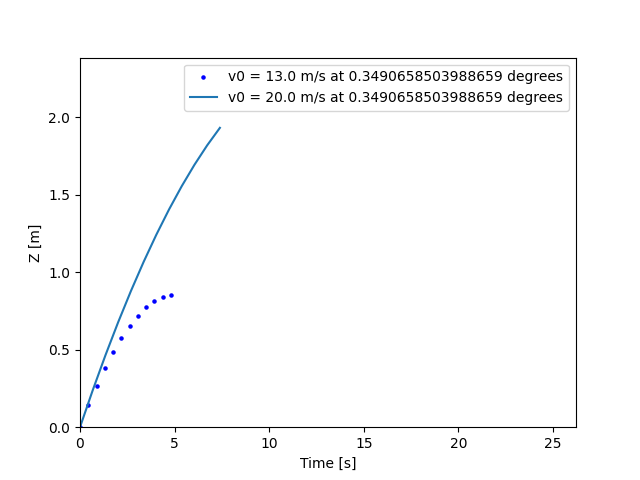 v0 = 13.0 m/s at 0.3490658503988659 degrees
v0 = 20.0 m/s at 0.3490658503988659 degrees
2.0
1.5
1.0
0.5
0.0
Z [m]
0 5 10 15 20 25
Time [s]